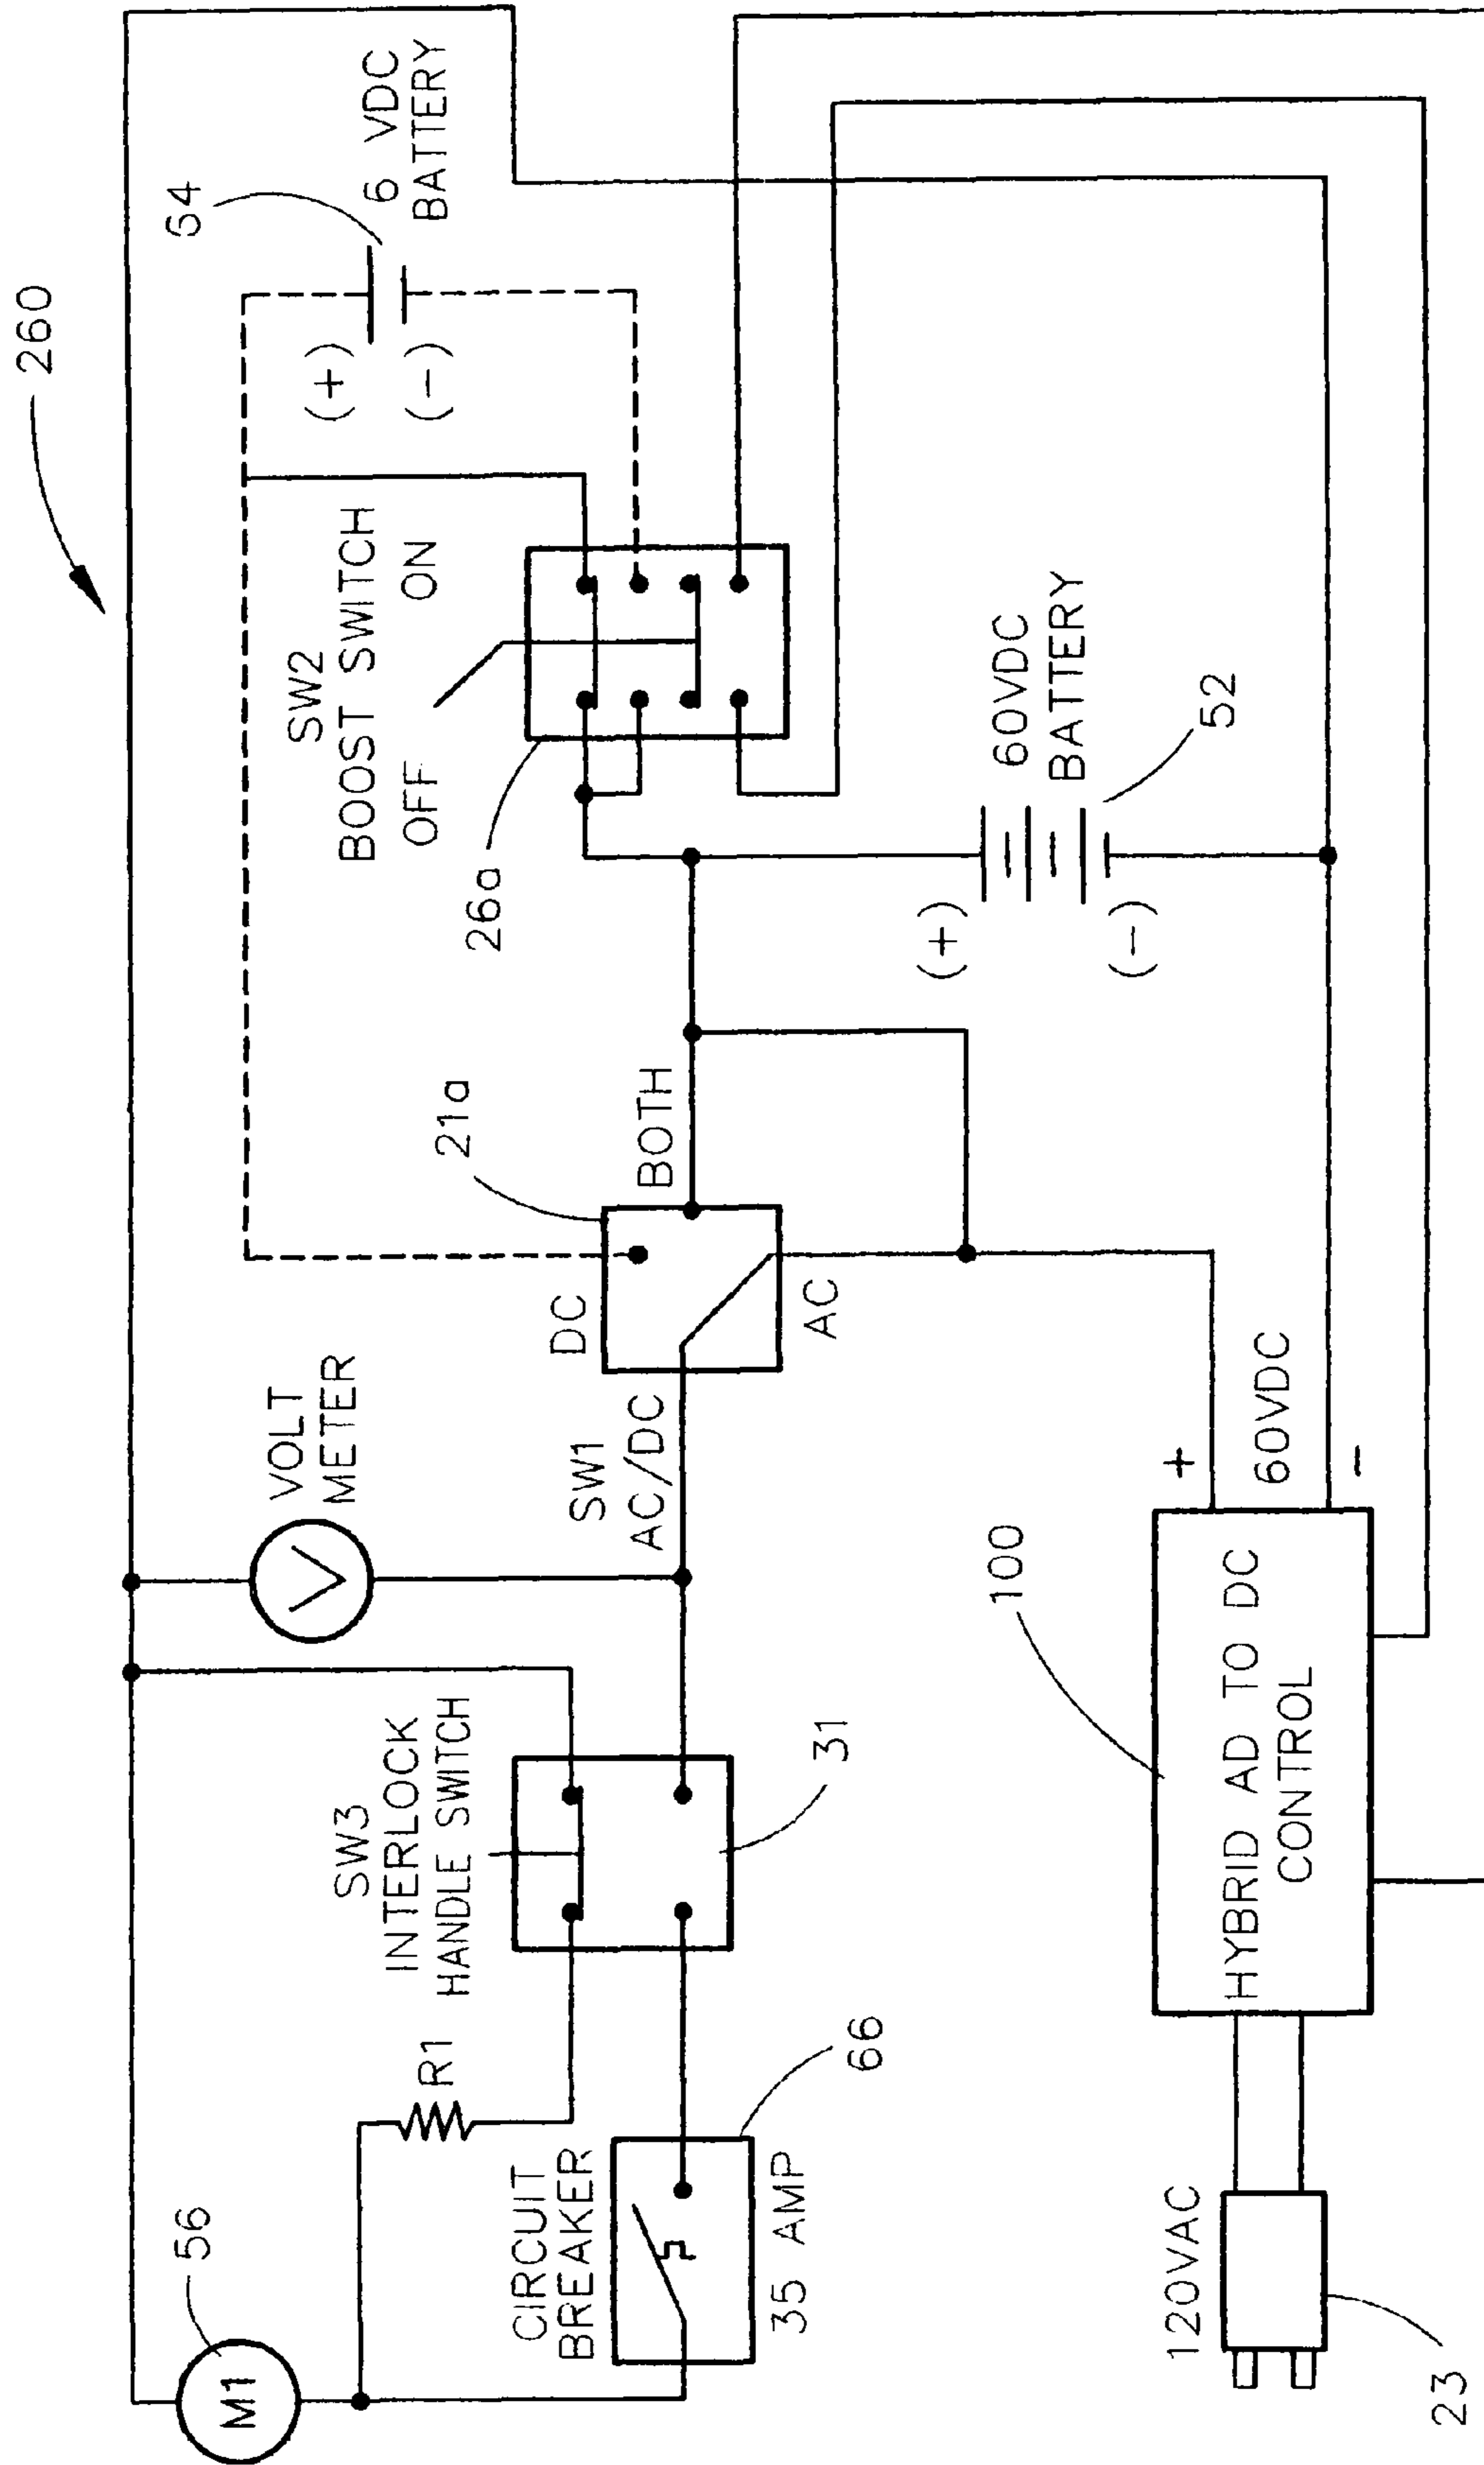 260
54
6 VDC
BATTERY
(+)
(-)
SW2
BOOST SWITCH
OFF ON
26a
60VDC
BATTERY
52
(+)
(-)
21a
BOTH
DC
AC
SW1
AC/DC
VOLT
METER
V
SW3
INTERLOCK
HANDLE SWITCH
31
R1
CIRCUIT
BREAKER
35 AMP
66
M1
56
+
60VDC
-
100
HYBRID AD TO DC
CONTROL
120VAC
23